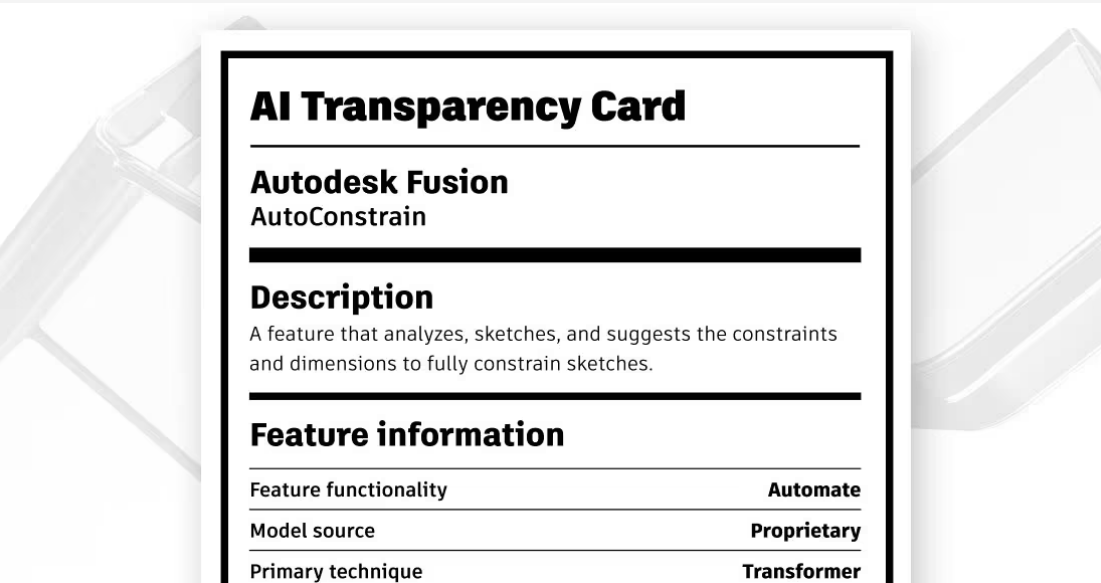 AI Transparency Card
Autodesk Fusion
AutoConstrain
Description
A feature that analyzes, sketches, and suggests the constraints
and dimensions to fully constrain sketches.
Feature information
Feature functionality Automate
Model source Proprietary
Primary technique Transformer